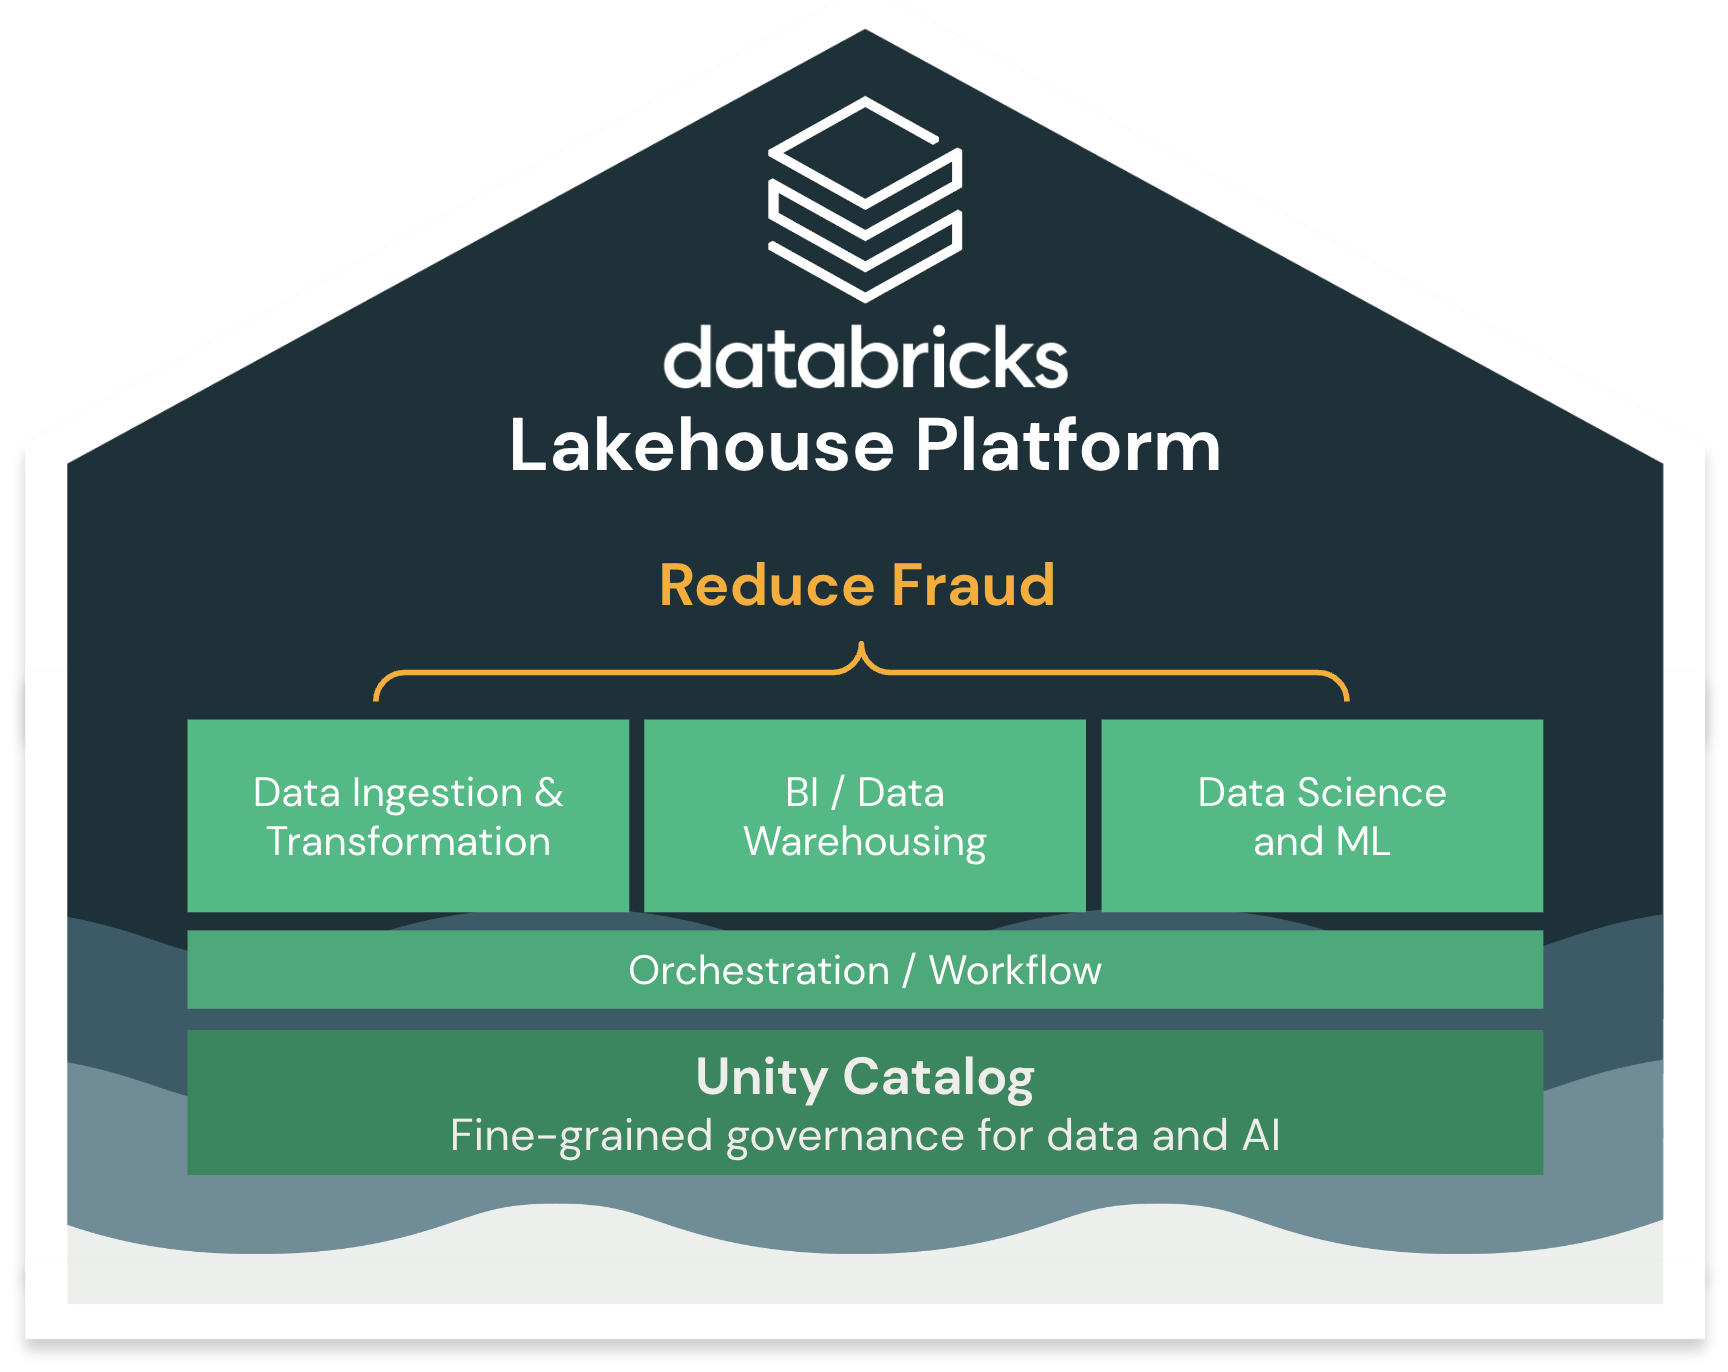 databricks
Lakehouse Platform
Reduce Fraud
Data Ingestion &
Transformation
BI / Data
Warehousing
Data Science
and ML
Orchestration / Workflow
Unity Catalog
Fine-grained governance for data and AI